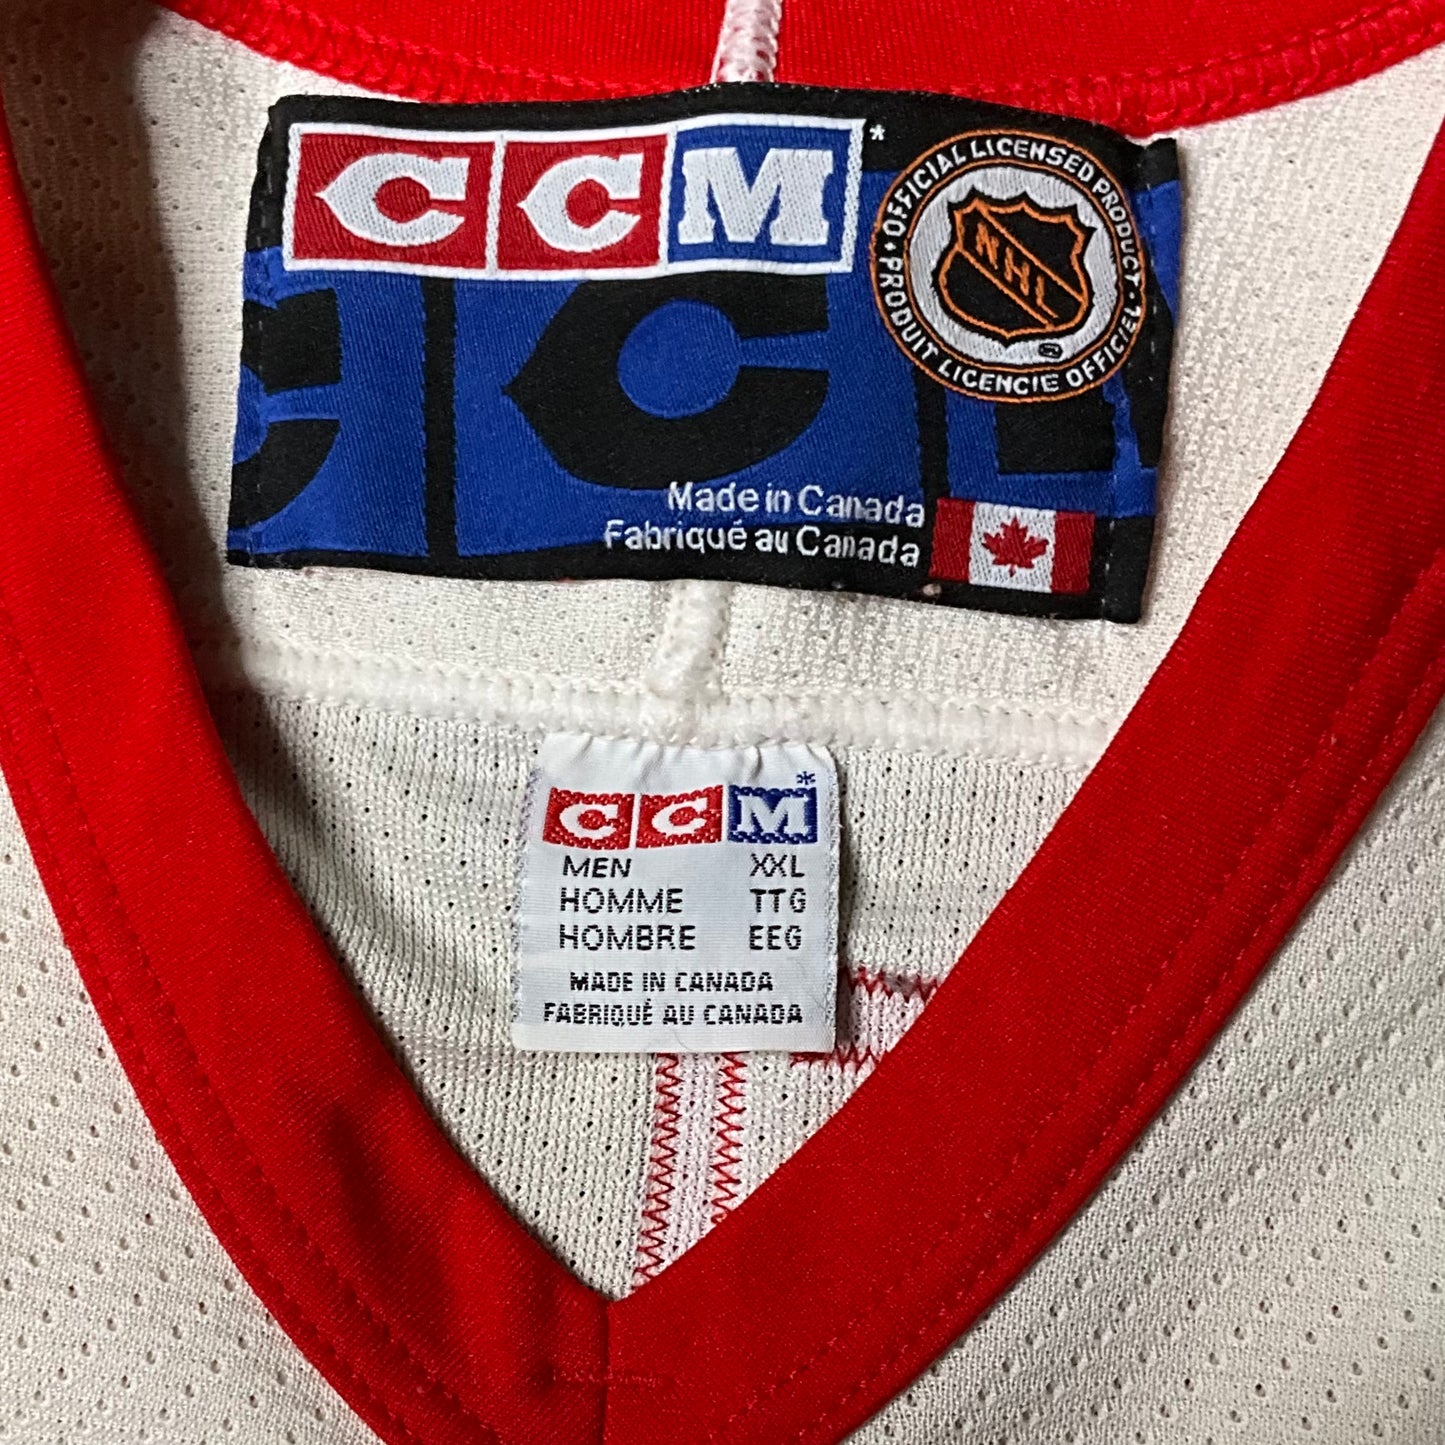 CCM*
OFFICIAL LICENSED PRODUCT •
PRODUIT LICENCIE OFFICIEL •
NHL
Made in Canada
Fabriqué au Canada
CCM*
MEN XXL
HOMME TTG
HOMBRE EEG
MADE IN CANADA
FABRIQUÉ AU CANADA